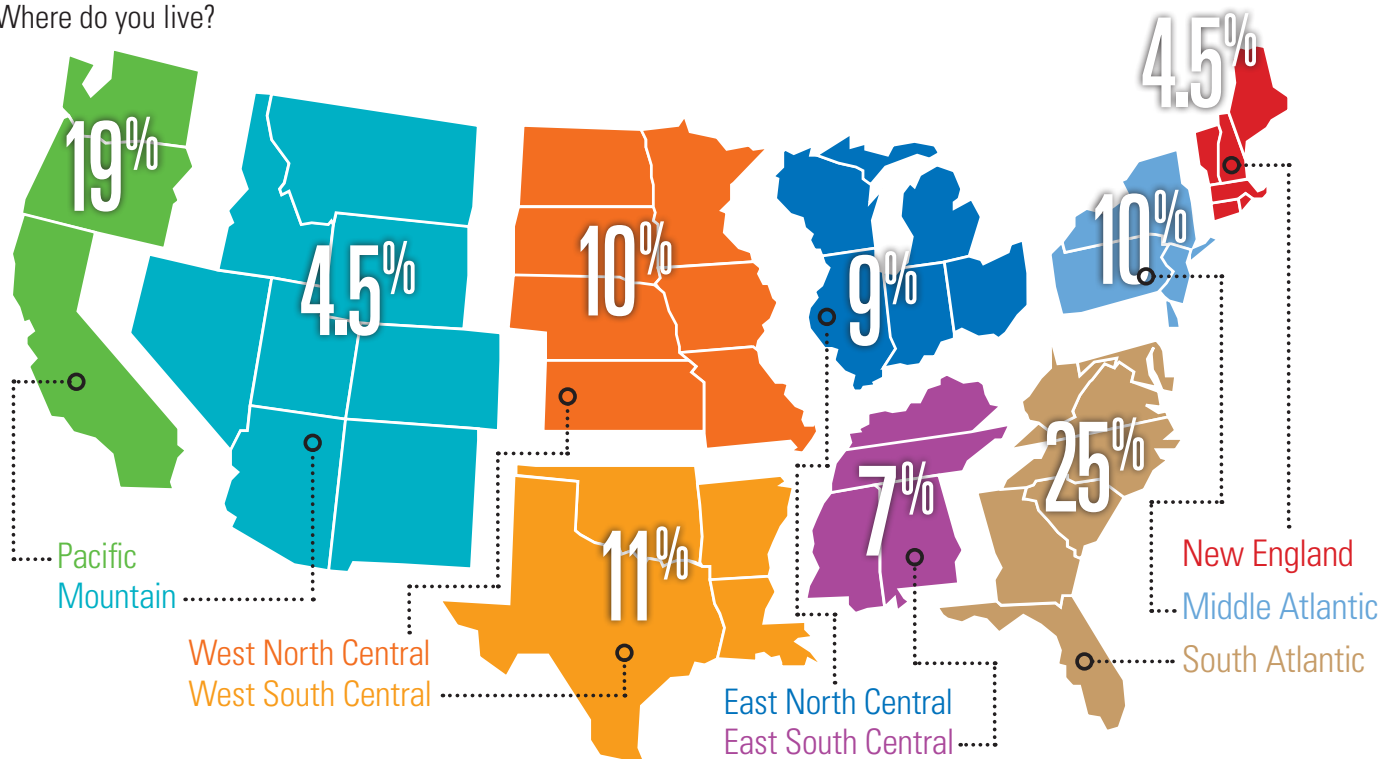 Where do you live?
4.5%
19%
10%
10%
4.5%
9%
25%
7%
11%
Pacific
Mountain
West North Central
West South Central
East North Central
East South Central
New England
Middle Atlantic
South Atlantic